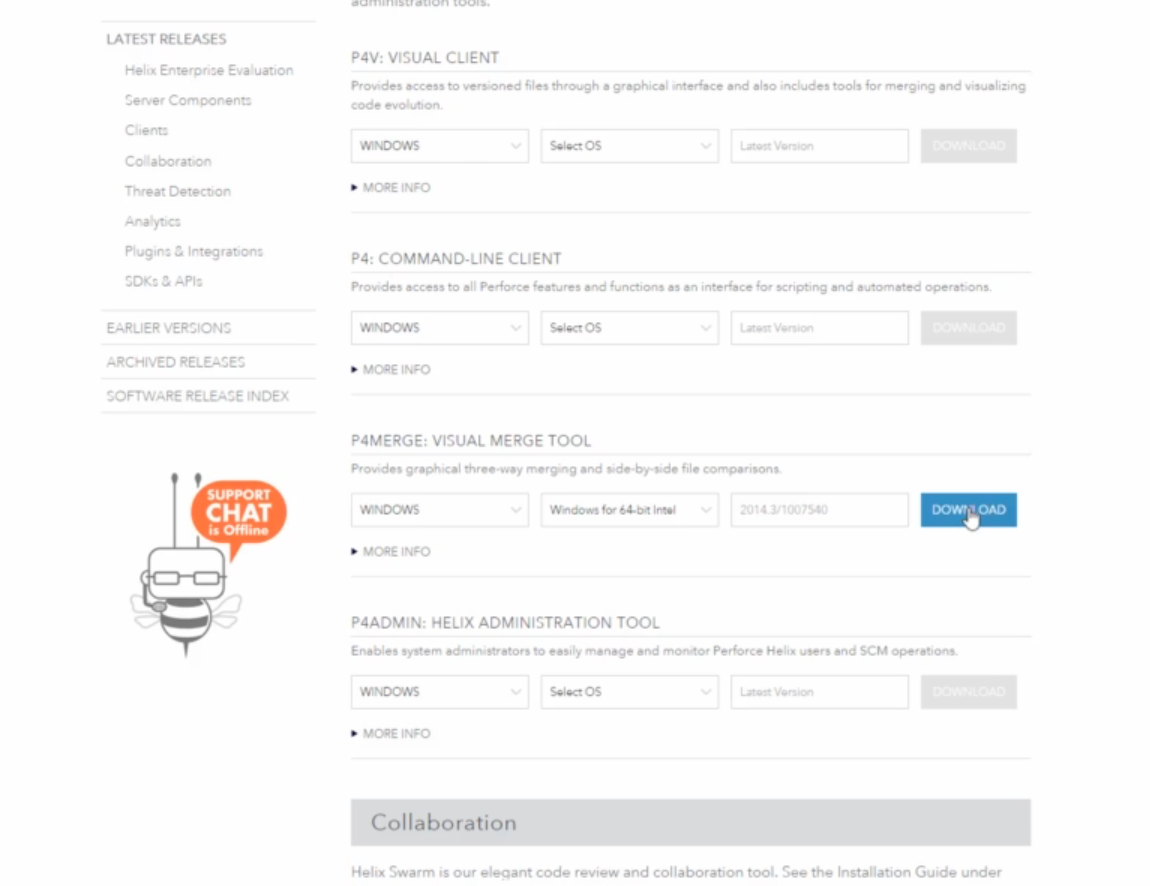 administration tools.
LATEST RELEASES
Helix Enterprise Evaluation
Server Components
Clients
Collaboration
Threat Detection
Analytics
Plugins & Integrations
SDKs & APIs
EARLIER VERSIONS
ARCHIVED RELEASES
SOFTWARE RELEASE INDEX
SUPPORT
CHAT
is Offline
P4V: VISUAL CLIENT
Provides access to versioned files through a graphical interface and also includes tools for merging and visualizing
code evolution.
WINDOWS Select OS Latest Version DOWNLOAD
MORE INFO
P4: COMMAND-LINE CLIENT
Provides access to all Perforce features and functions as an interface for scripting and automated operations.
WINDOWS Select OS Latest Version DOWNLOAD
MORE INFO
P4MERGE: VISUAL MERGE TOOL
Provides graphical three-way merging and side-by-side file comparisons.
WINDOWS Windows for 64-bit Intel 2014.3/1007540 DOWNLOAD
MORE INFO
P4ADMIN: HELIX ADMINISTRATION TOOL
Enables system administrators to easily manage and monitor Perforce Helix users and SCM operations.
WINDOWS Select OS Latest Version DOWNLOAD
MORE INFO
Collaboration
Helix Swarm is our elegant code review and collaboration tool. See the Installation Guide under